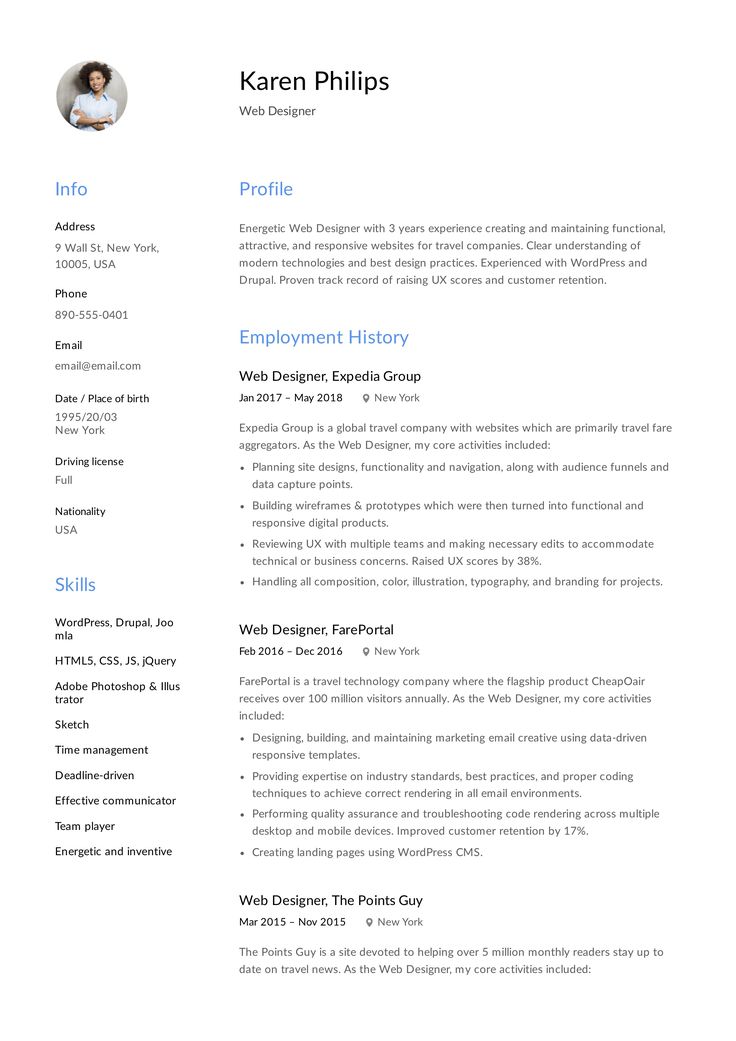 Karen Philips
Web Designer
Info
Address
9 Wall St, New York,
10005, USA
Phone
890-555-0401
Email
email@email.com
Date / Place of birth
1995/20/03
New York
Driving license
Full
Nationality
USA
Skills
WordPress, Drupal, Joo
mla
HTML5, CSS, JS, jQuery
Adobe Photoshop & Illus
trator
Sketch
Time management
Deadline-driven
Effective communicator
Team player
Energetic and inventive
Profile
Energetic Web Designer with 3 years experience creating and maintaining functional,
attractive, and responsive websites for travel companies. Clear understanding of
modern technologies and best design practices. Experienced with WordPress and
Drupal. Proven track record of raising UX scores and customer retention.
Employment History
Web Designer, Expedia Group
Jan 2017 – May 2018 New York
Expedia Group is a global travel company with websites which are primarily travel fare
aggregators. As the Web Designer, my core activities included:
• Planning site designs, functionality and navigation, along with audience funnels and
data capture points.
• Building wireframes & prototypes which were then turned into functional and
responsive digital products.
• Reviewing UX with multiple teams and making necessary edits to accommodate
technical or business concerns. Raised UX scores by 38%.
• Handling all composition, color, illustration, typography, and branding for projects.
Web Designer, FarePortal
Feb 2016 – Dec 2016 New York
FarePortal is a travel technology company where the flagship product CheapOair
receives over 100 million visitors annually. As the Web Designer, my core activities
included:
• Designing, building, and maintaining marketing email creative using data-driven
responsive templates.
• Providing expertise on industry standards, best practices, and proper coding
techniques to achieve correct rendering in all email environments.
• Performing quality assurance and troubleshooting code rendering across multiple
desktop and mobile devices. Improved customer retention by 17%.
• Creating landing pages using WordPress CMS.
Web Designer, The Points Guy
Mar 2015 – Nov 2015 New York
The Points Guy is a site devoted to helping over 5 million monthly readers stay up to
date on travel news. As the Web Designer, my core activities included: